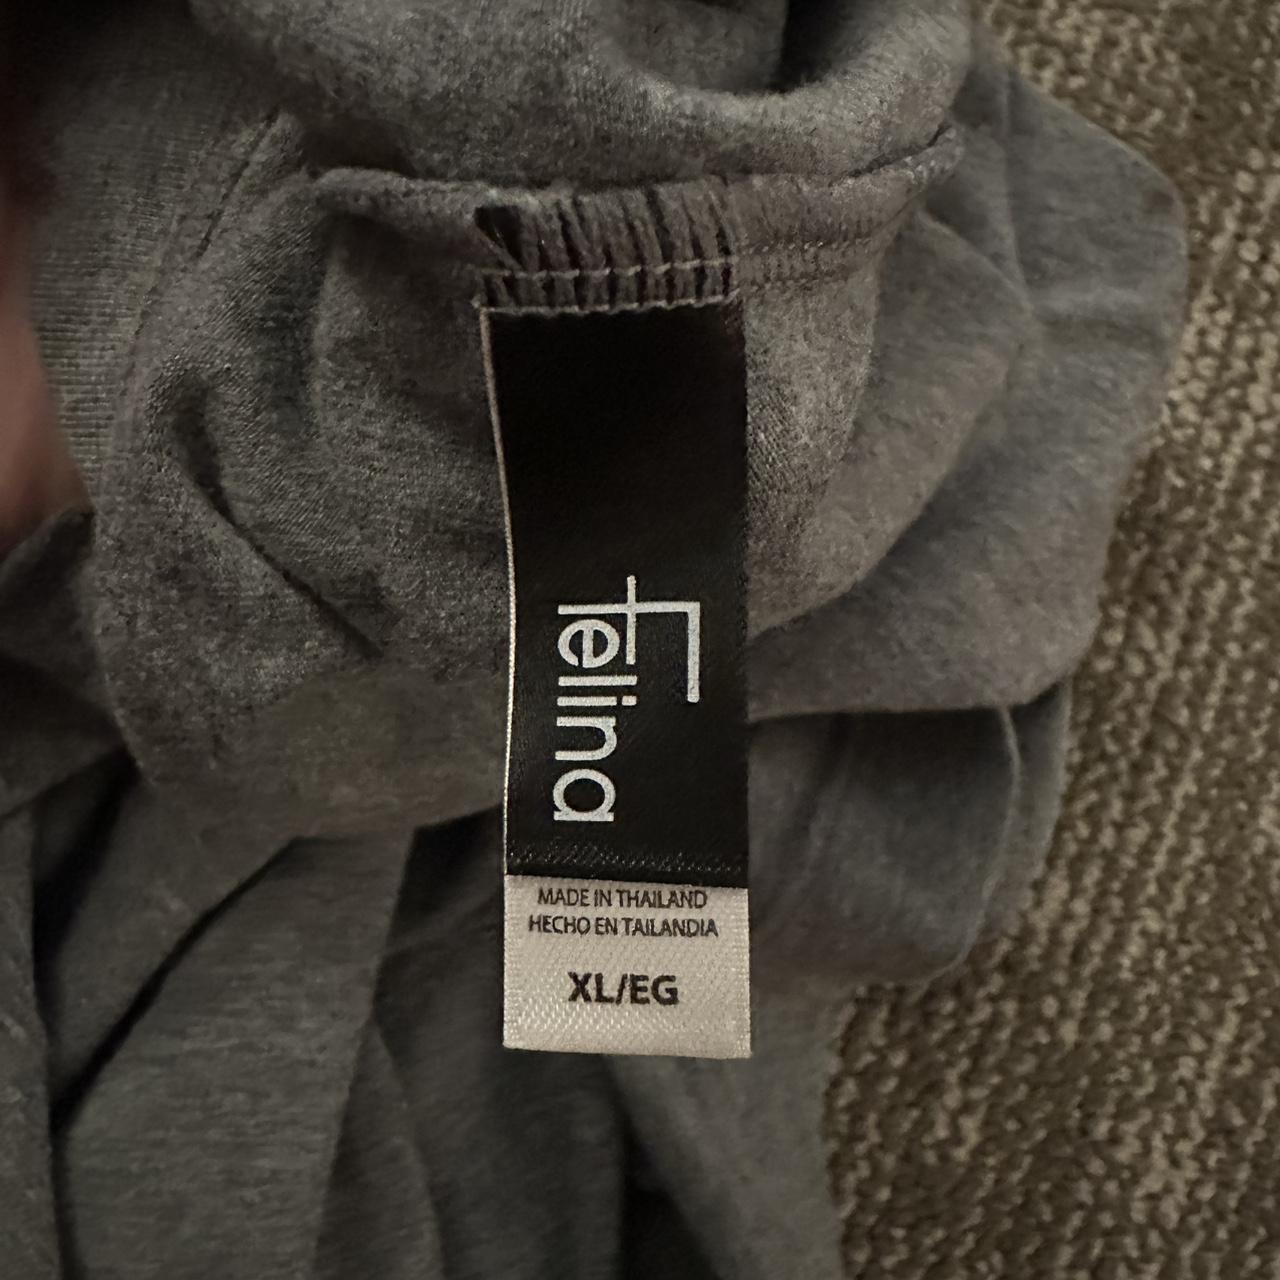 Felina
MADE IN THAILAND
HECHO EN TAILANDIA
XL/EG